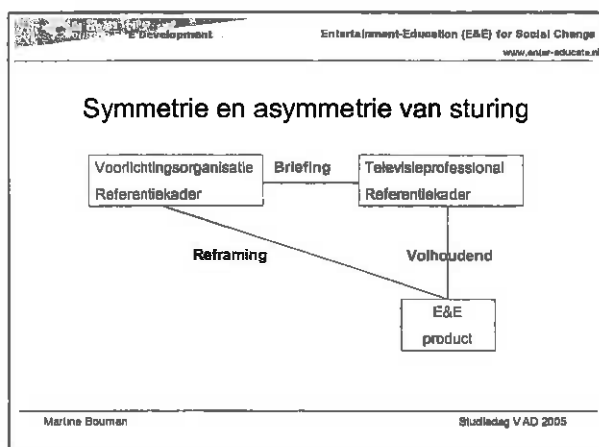 E Development
Entertainment-Education (E&E) for Social Change
www.enter-educate.nl
Symmetrie en asymmetrie van sturing
Voorlichtingsorganisatie
Referentiekader
Briefing
Televisieprofessional
Referentiekader
Reframing
Volhoudend
E&E
product
Martine Bouman
Studiedag VAD 2005